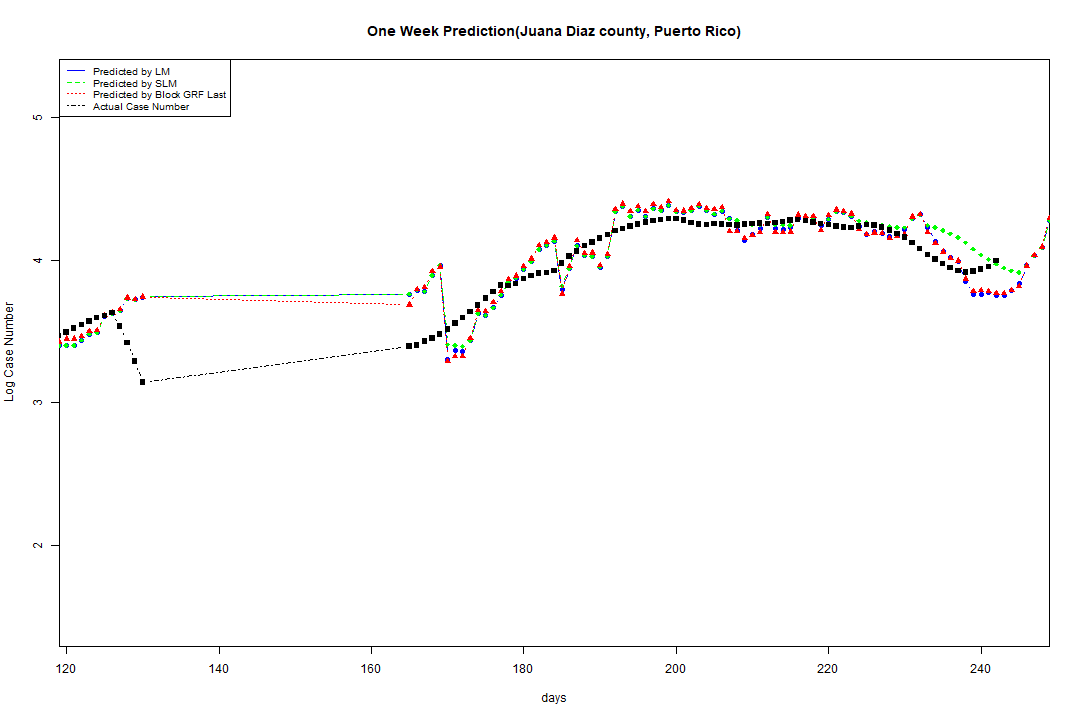 One Week Prediction(Juana Diaz county, Puerto Rico)
Predicted by LM
Predicted by SLM
Predicted by Block GRF Last
Actual Case Number
5
4
3
2
Log Case Number
120 140 160 180 200 220 240
days